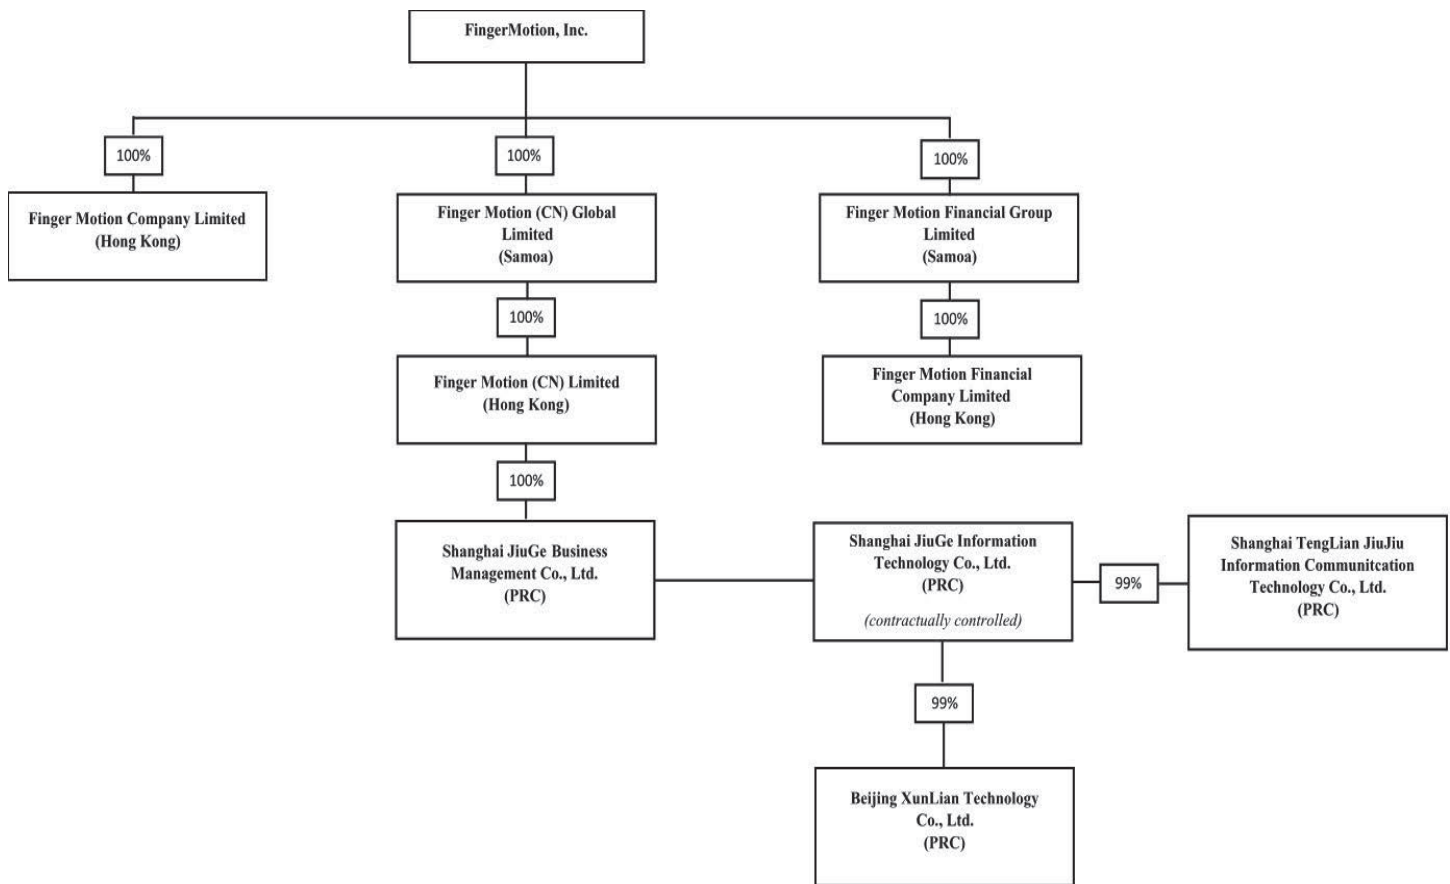 FingerMotion, Inc.
100%
100%
100%
Finger Motion Company Limited
(Hong Kong)
Finger Motion (CN) Global
Limited
(Samoa)
Finger Motion Financial Group
Limited
(Samoa)
100%
100%
Finger Motion (CN) Limited
(Hong Kong)
Finger Motion Financial
Company Limited
(Hong Kong)
100%
Shanghai JiuGe Business
Management Co., Ltd.
(PRC)
Shanghai JiuGe Information
Technology Co., Ltd.
(PRC)
(contractually controlled)
99%
Shanghai TengLian JiuJiu
Information Communitcation
Technology Co., Ltd.
(PRC)
99%
Beijing XunLian Technology
Co., Ltd.
(PRC)